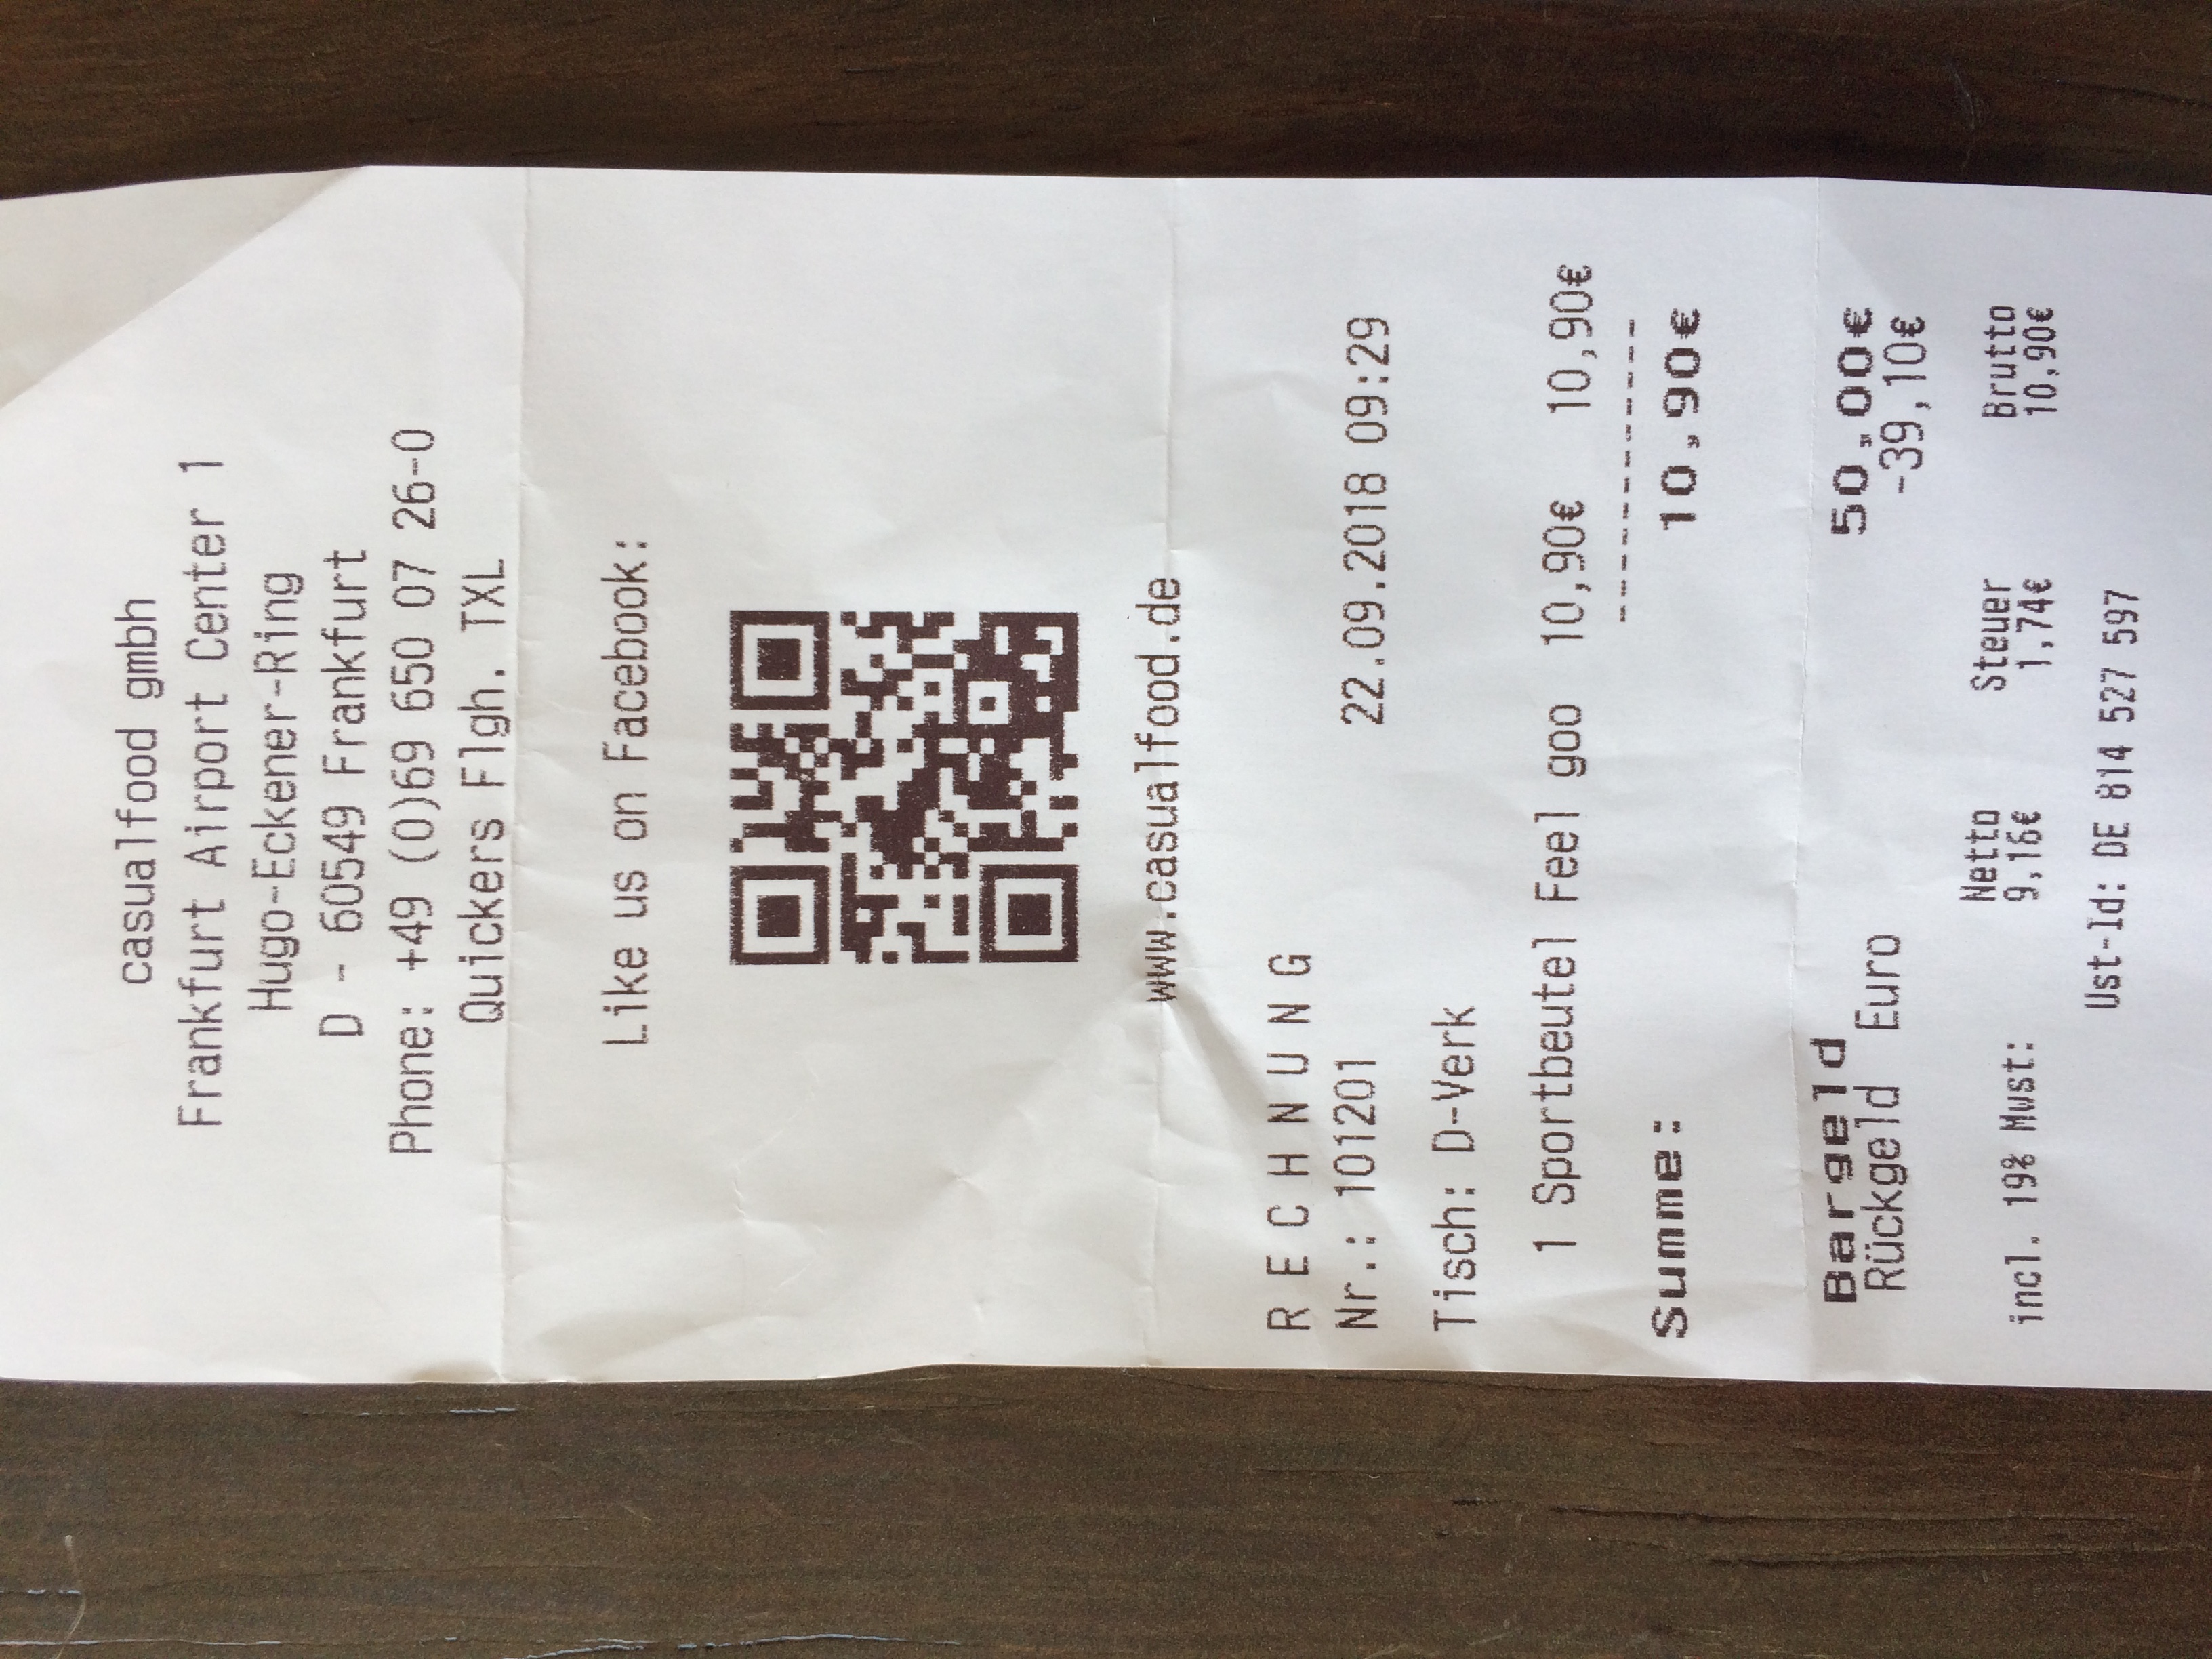 casualfood gmbh
Frankfurt Airport Center 1
Hugo-Eckener-Ring
D - 60549 Frankfurt
Phone: +49 (0)69 650 07 26-0
Quickers Flgh. TXL
Like us on Facebook:
www.casualfood.de
R E C H N U N G
Nr.: 101201 22.09.2018 09:29
Tisch: D-Verk
1 Sportbeutel Feel goo 10,90€ 10,90€
------------
Summe: 10,90€
Bargeld 50,00€
Rückgeld Euro -39,10€
Netto Steuer Brutto
incl. 19% Mwst: 9,16€ 1,74€ 10,90€
Ust-Id: DE 814 527 597